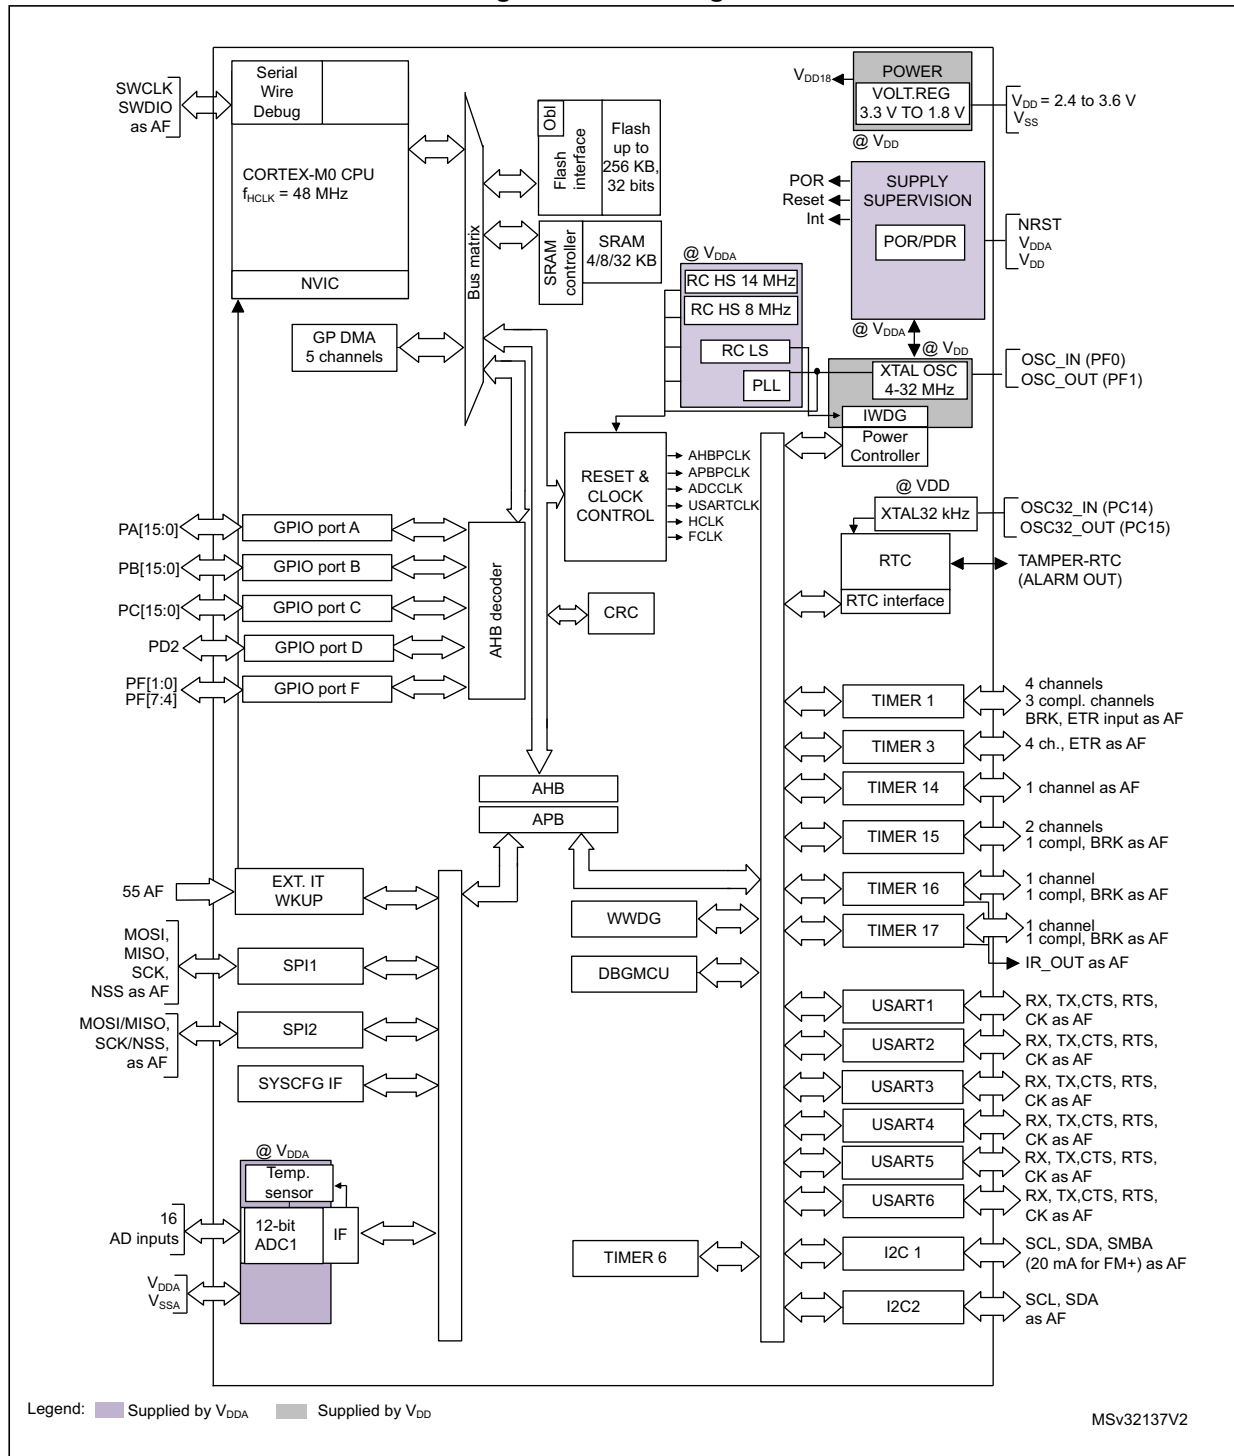 SWCLK
SWDIO
as AF
Serial
Wire
Debug
CORTEX-M0 CPU
fHCLK = 48 MHz
NVIC
GP DMA
5 channels
Bus matrix
Obl
Flash
interface
Flash
up to
256 KB,
32 bits
SRAM
controller
SRAM
4/8/32 KB
VDD18
POWER
VOLT.REG
3.3 V TO 1.8 V
VDD = 2.4 to 3.6 V
VSS
@ VDD
POR
Reset
Int
SUPPLY
SUPERVISION
POR/PDR
NRST
VDDA
VDD
@ VDDA
@ VDDA
RC HS 14 MHz
RC HS 8 MHz
RC LS
PLL
@ VDD
XTAL OSC
4-32 MHz
OSC_IN (PF0)
OSC_OUT (PF1)
IWDG
Power
Controller
RESET &
CLOCK
CONTROL
AHBPCLK
APBPCLK
ADCCLK
USARTCLK
HCLK
FCLK
@ VDD
XTAL32 kHz
OSC32_IN (PC14)
OSC32_OUT (PC15)
RTC
RTC interface
TAMPER-RTC
(ALARM OUT)
PA[15:0]
GPIO port A
PB[15:0]
GPIO port B
PC[15:0]
GPIO port C
PD2
GPIO port D
PF[1:0]
PF[7:4]
GPIO port F
AHB decoder
CRC
AHB
APB
TIMER 1
4 channels
3 compl. channels
BRK, ETR input as AF
TIMER 3
4 ch., ETR as AF
TIMER 14
1 channel as AF
TIMER 15
2 channels
1 compl, BRK as AF
TIMER 16
1 channel
1 compl, BRK as AF
TIMER 17
1 channel
1 compl, BRK as AF
IR_OUT as AF
55 AF
EXT. IT
WKUP
WWDG
DBGMCU
MOSI,
MISO,
SCK,
NSS as AF
SPI1
MOSI/MISO,
SCK/NSS,
as AF
SPI2
SYSCFG IF
USART1
RX, TX,CTS, RTS,
CK as AF
USART2
RX, TX,CTS, RTS,
CK as AF
USART3
RX, TX,CTS, RTS,
CK as AF
USART4
RX, TX,CTS, RTS,
CK as AF
USART5
RX, TX,CTS, RTS,
CK as AF
USART6
RX, TX,CTS, RTS,
CK as AF
@ VDDA
Temp.
sensor
16
AD inputs
12-bit
ADC1
IF
VDDA
VSSA
TIMER 6
I2C 1
SCL, SDA, SMBA
(20 mA for FM+) as AF
I2C2
SCL, SDA
as AF
Legend:
Supplied by VDDA
Supplied by VDD
MSv32137V2